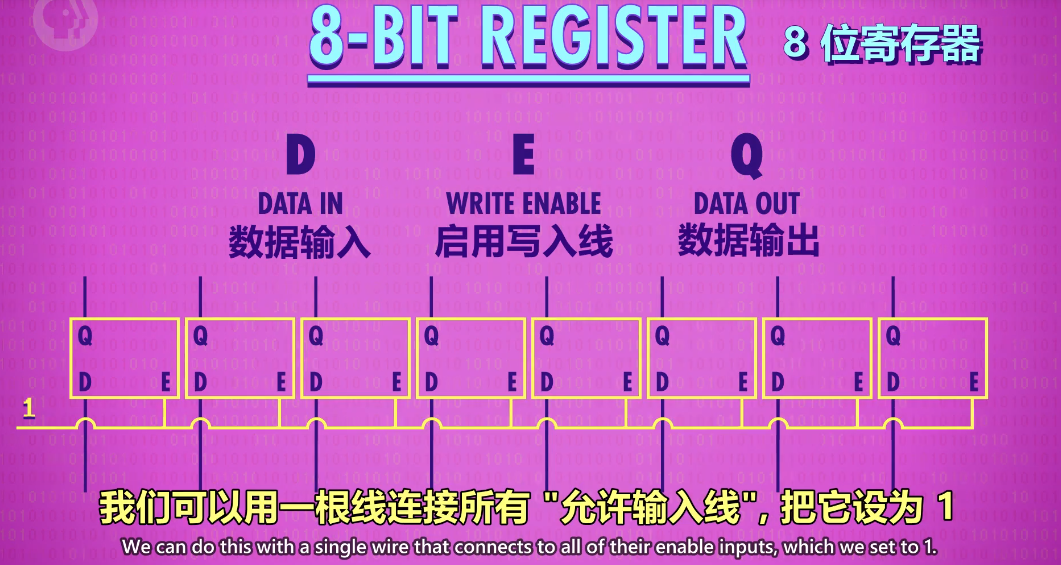 8-BIT REGISTER 8 位寄存器
D E Q
DATA IN WRITE ENABLE DATA OUT
数据输入 启用写入线 数据输出
Q Q Q Q Q Q Q Q
D E D E D E D E D E D E D E D E
1
我们可以用一根线连接所有 "允许输入线", 把它设为 1
We can do this with a single wire that connects to all of their enable inputs, which we set to 1.